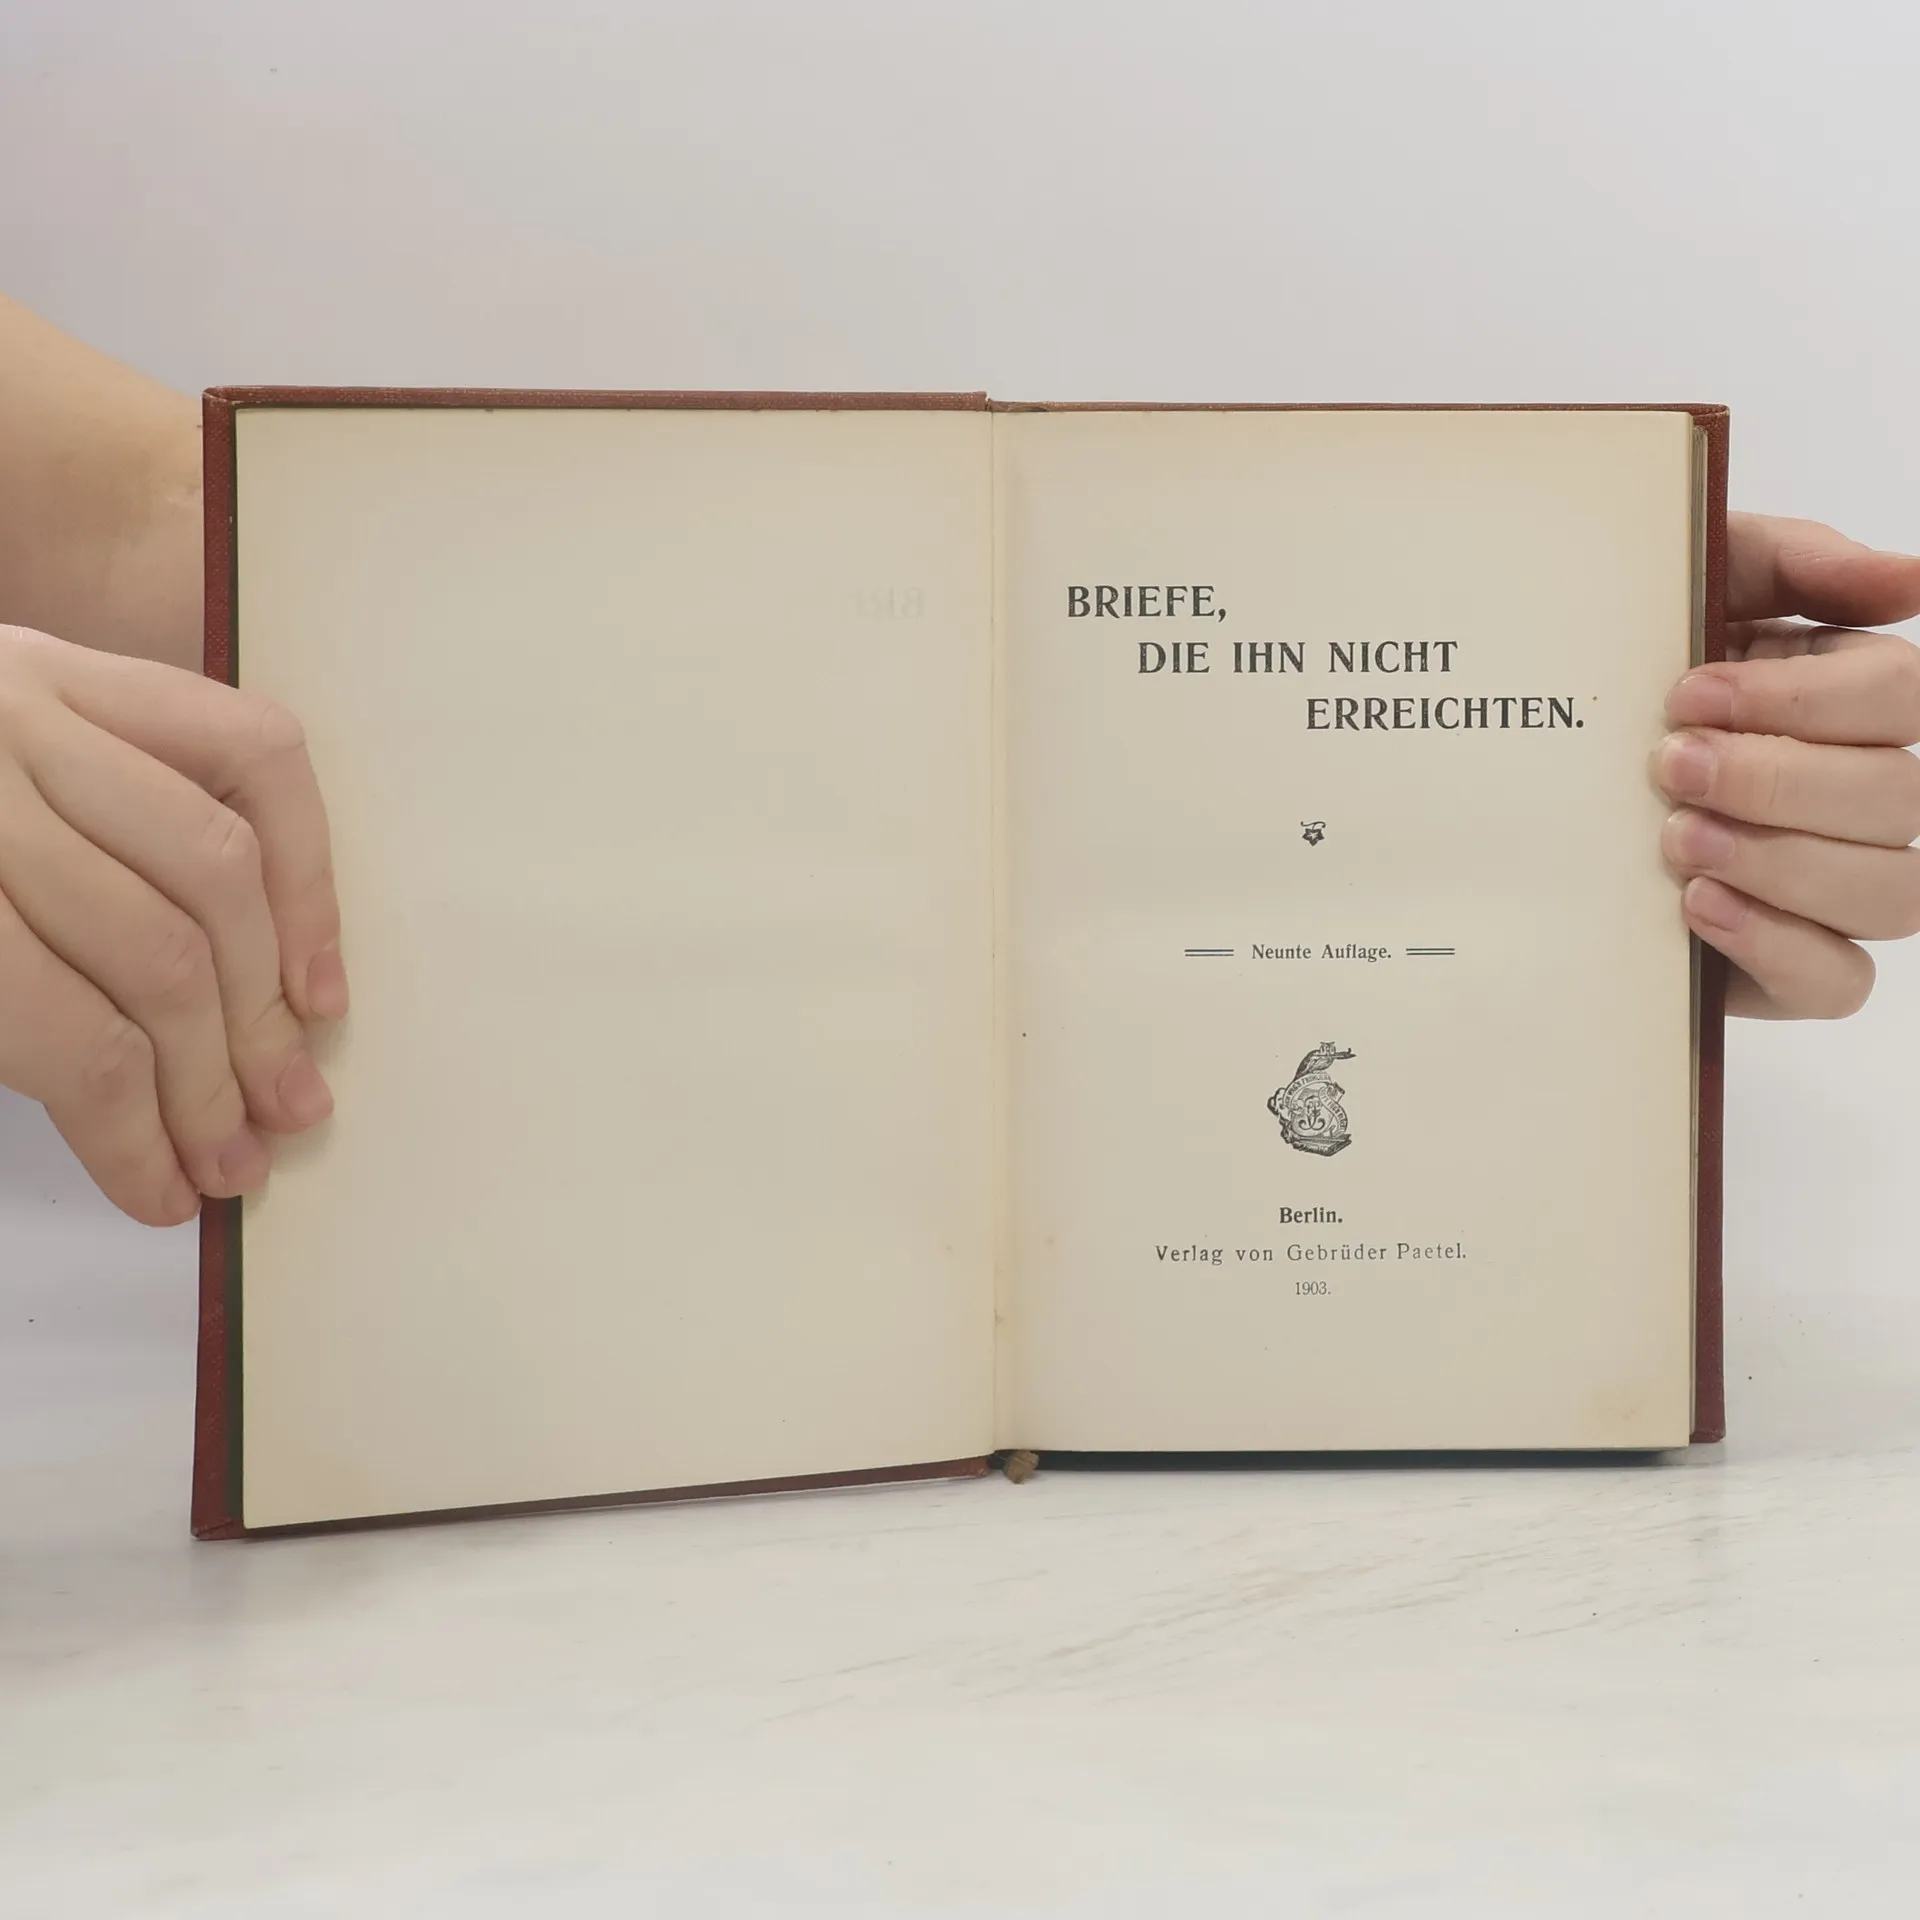 BRIEFE,
DIE IHN NICHT
ERREICHTEN.
Neunte Auflage.
Berlin.
Verlag von Gebrüder Paetel.
1903.